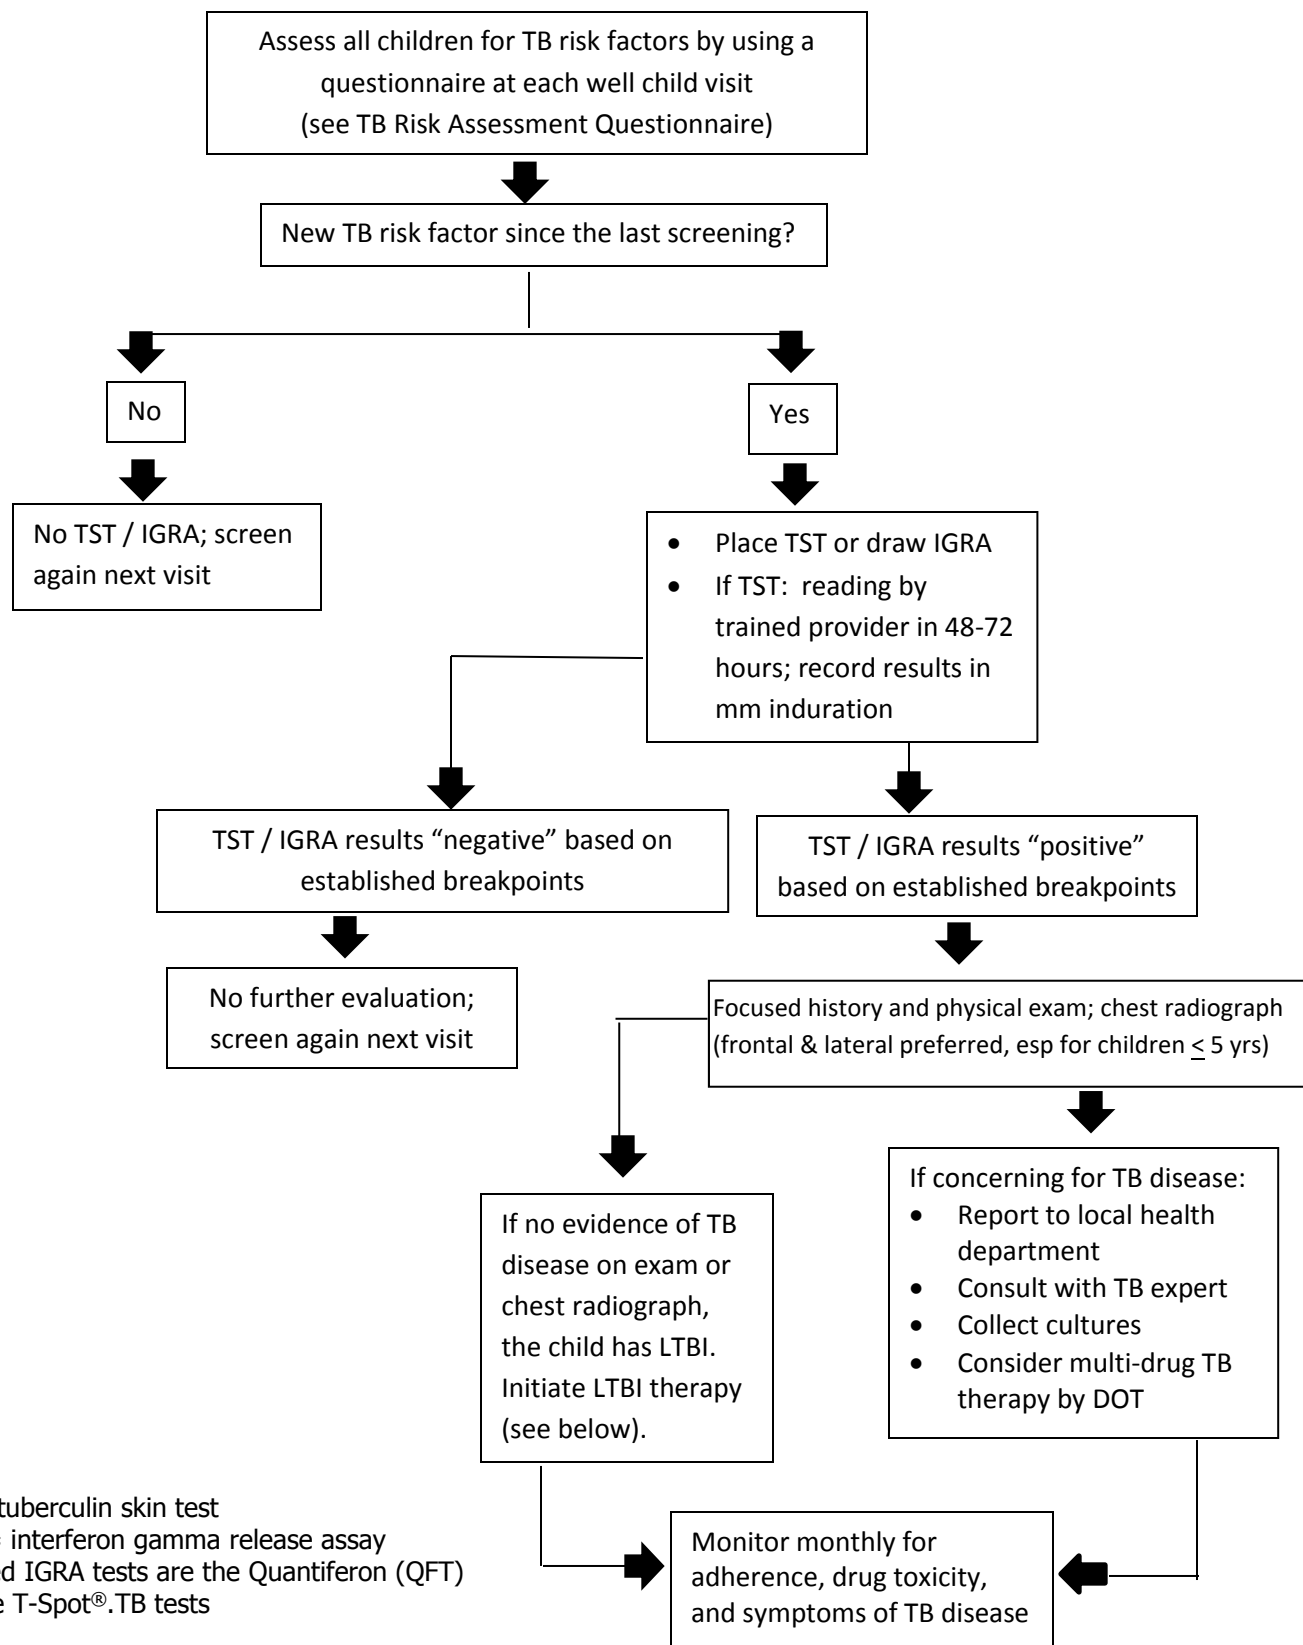 Assess all children for TB risk factors by using a
questionnaire at each well child visit
(see TB Risk Assessment Questionnaire)
New TB risk factor since the last screening?
No
Yes
No TST / IGRA; screen
again next visit
• Place TST or draw IGRA
• If TST: reading by
trained provider in 48-72
hours; record results in
mm induration
TST / IGRA results “negative” based on
established breakpoints
TST / IGRA results “positive”
based on established breakpoints
No further evaluation;
screen again next visit
Focused history and physical exam; chest radiograph
(frontal & lateral preferred, esp for children ≤ 5 yrs)
If no evidence of TB
disease on exam or
chest radiograph,
the child has LTBI.
Initiate LTBI therapy
(see below).
If concerning for TB disease:
• Report to local health
department
• Consult with TB expert
• Collect cultures
• Consider multi-drug TB
therapy by DOT
Monitor monthly for
adherence, drug toxicity,
and symptoms of TB disease
tuberculin skin test
interferon gamma release assay
IGRA tests are the Quantiferon (QFT)
T-Spot®.TB tests